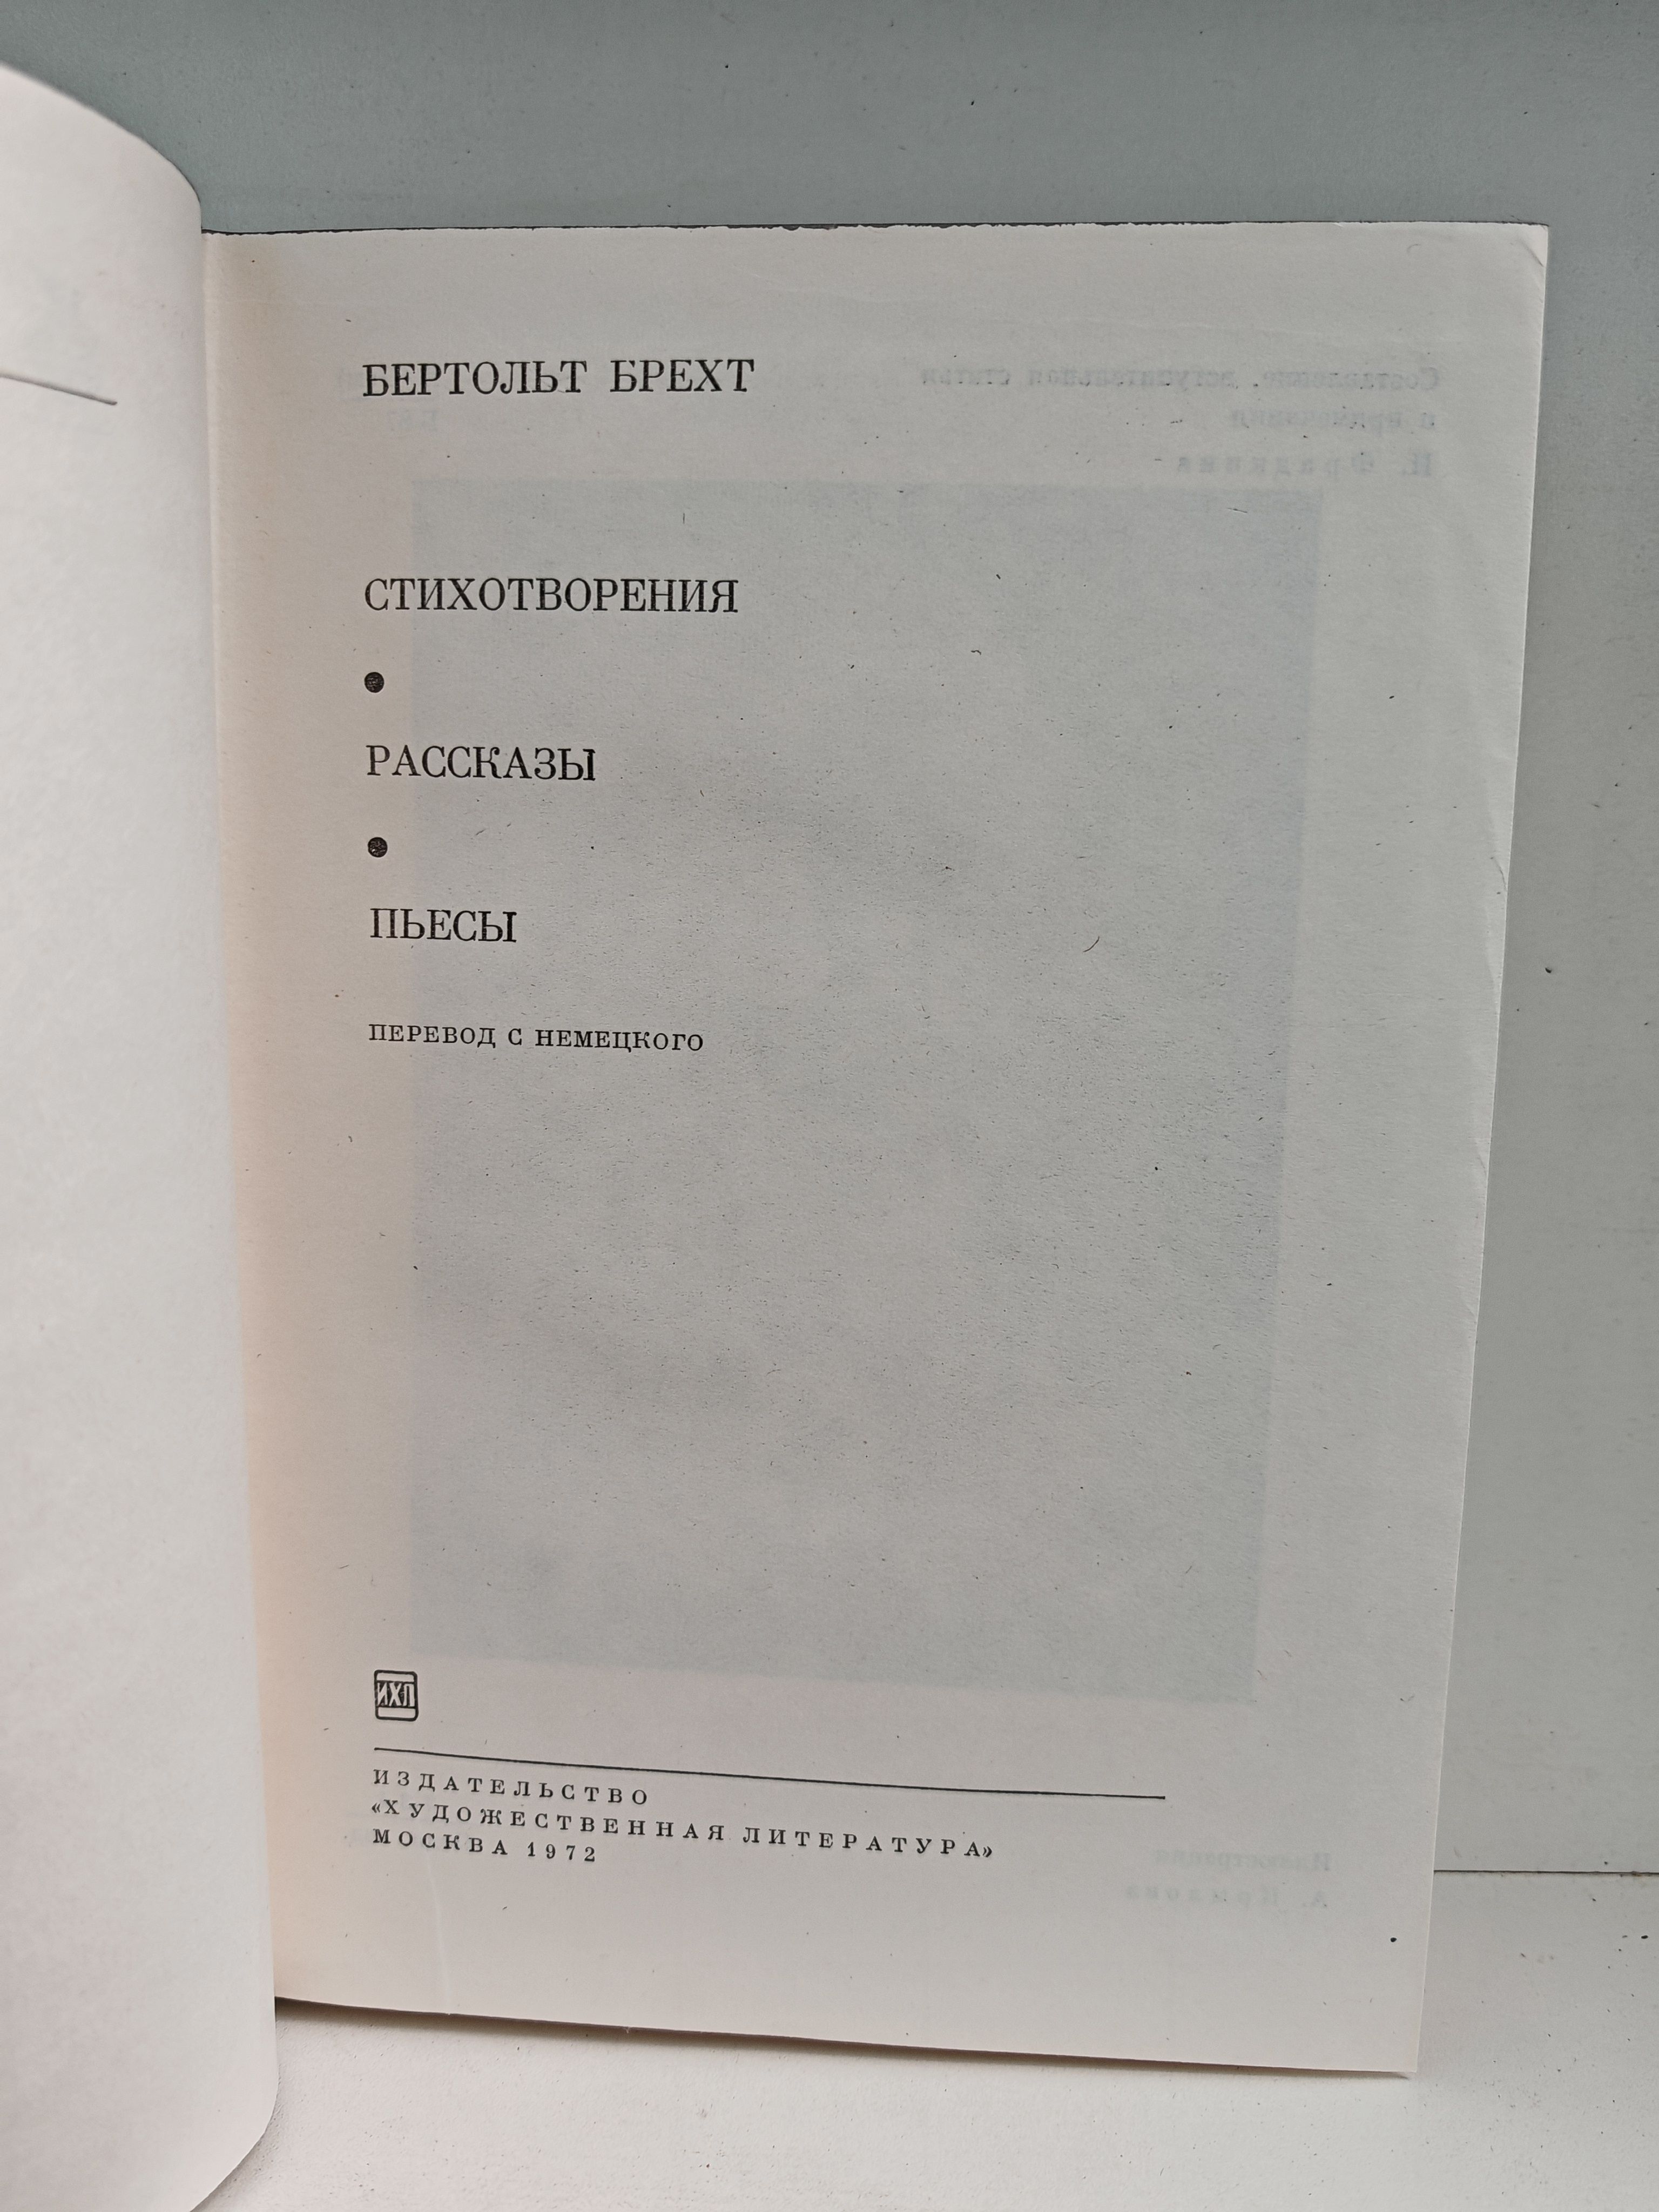 БЕРТОЛЬТ БРЕХТ
СТИХОТВОРЕНИЯ
●
РАССКАЗЫ
●
ПЬЕСЫ
ПЕРЕВОД С НЕМЕЦКОГО
ИХЛ
ИЗДАТЕЛЬСТВО
«ХУДОЖЕСТВЕННАЯ ЛИТЕРАТУРА»
МОСКВА 1972